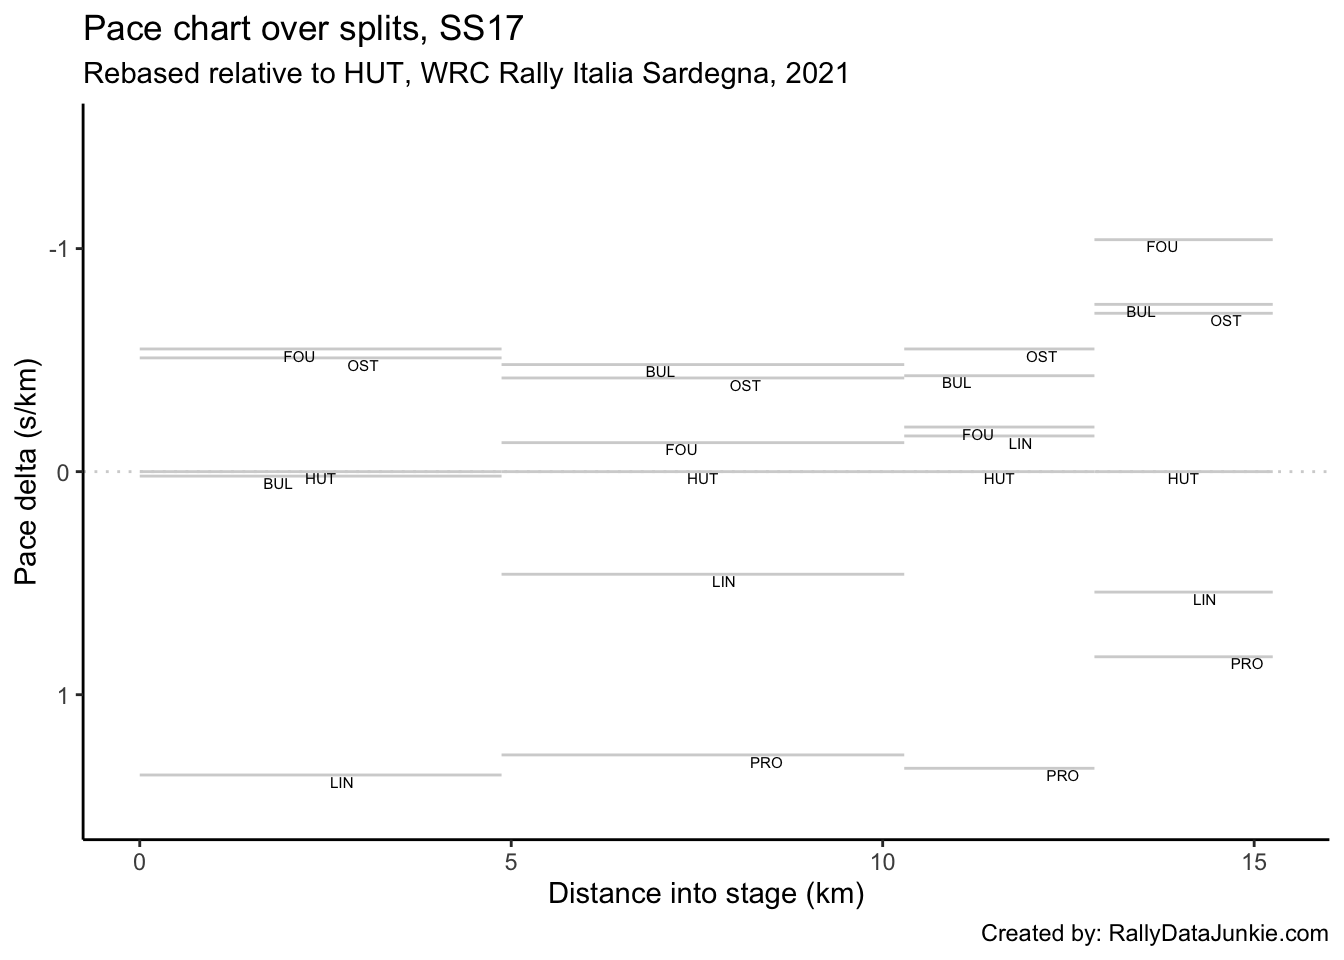 Pace chart over splits, SS17
Rebased relative to HUT, WRC Rally Italia Sardegna, 2021
Pace delta (s/km)
-1
0
1
FOU
OST
BUL
HUT
LIN
BUL
OST
FOU
HUT
LIN
PRO
OST
BUL
FOU
LIN
HUT
PRO
FOU
BUL
OST
HUT
LIN
PRO
0
5
10
15
Distance into stage (km)
Created by: RallyDataJunkie.com